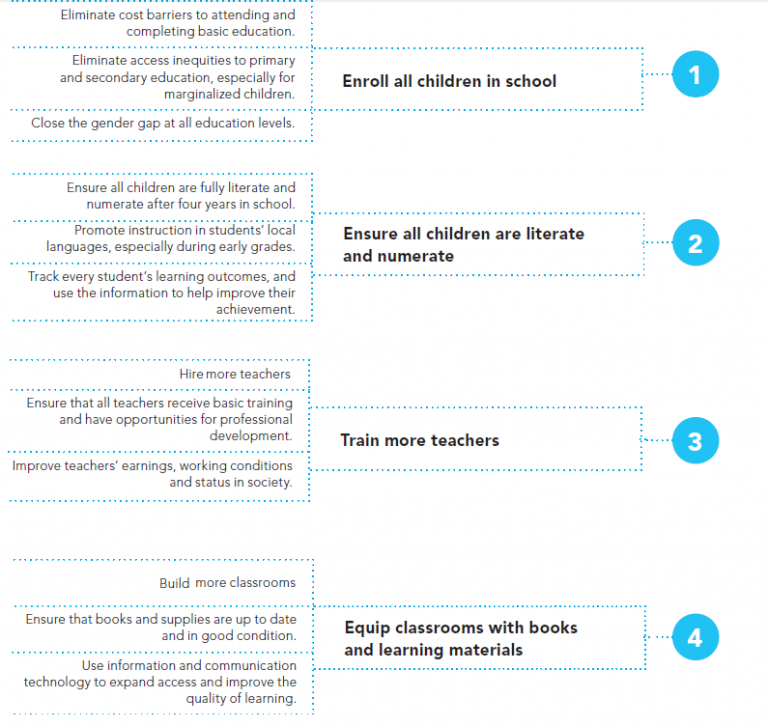 Eliminate cost barriers to attending and
completing basic education.
Eliminate access inequities to primary
and secondary education, especially for
marginalized children.
Close the gender gap at all education levels.
Enroll all children in school
1
Ensure all children are fully literate and
numerate after four years in school.
Promote instruction in students’ local
languages, especially during early grades.
Track every student’s learning outcomes, and
use the information to help improve their
achievement.
Ensure all children are literate
and numerate
2
Hire more teachers
Ensure that all teachers receive basic training
and have opportunities for professional
development.
Improve teachers’ earnings, working conditions
and status in society.
Train more teachers
3
Build more classrooms
Ensure that books and supplies are up to date
and in good condition.
Use information and communication
technology to expand access and improve the
quality of learning.
Equip classrooms with books
and learning materials
4